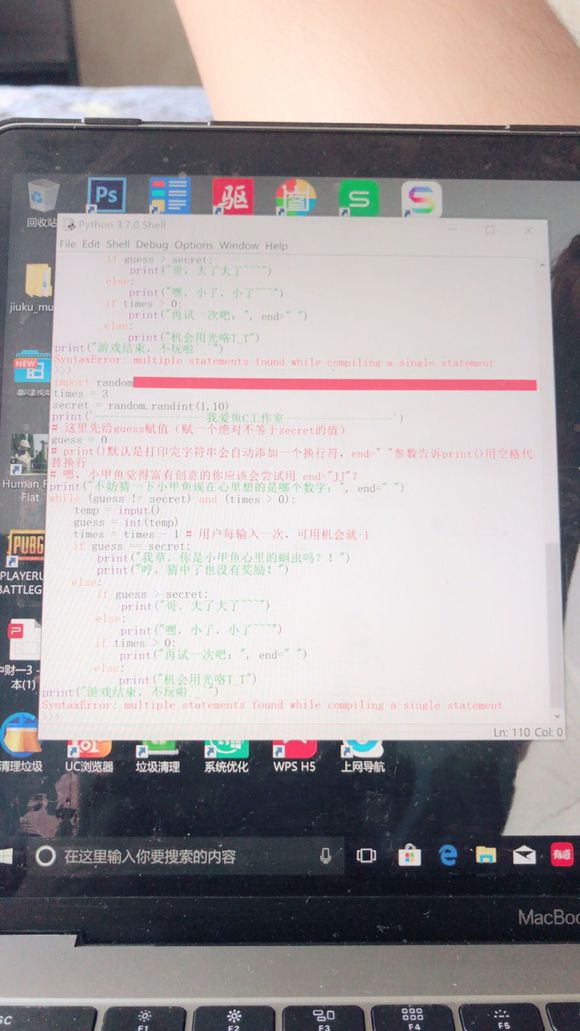 Ps
驱
图
S
S
回收站
Python 3.7.0 Shell
File Edit Shell Debug Options Window Help
if guess > secret:
print("哥，大了大了~~~")
else:
print("嘿，小了，小了~~~")
if times > 0:
print("再试一次吧：", end=" ")
else:
print("机会用光咯T_T")
print("游戏结束，不玩啦
SyntaxError: multiple statements found while compiling a single statement
>>>
import random
times = 3
secret = random.randint(1,10)
print('------------------我爱鱼C工作室------------------')
# 这里先给guess赋值（赋一个绝对不等于secret的值）
guess = 0
# print()默认是打印完字符串会自动添加一个换行符，end=" "参数告诉print()用空格代
替换行
# 嗯，小甲鱼觉得富有创意的你应该会尝试用 end="JJ"？
print("不妨猜一下小甲鱼现在心里想的是哪个数字：", end=" ")
while (guess != secret) and (times > 0):
temp = input()
guess = int(temp)
times = times - 1 # 用户每输入一次，可用机会就-1
if guess == secret:
print("我草，你是小甲鱼心里的蛔虫吗？！")
print("哼，猜中了也没有奖励！")
else:
if guess > secret:
print("哥，大了大了~~~")
else:
print("嘿，小了，小了~~~")
if times > 0:
print("再试一次吧：", end=" ")
else:
print("机会用光咯T_T")
print("游戏结束，不玩啦
SyntaxError: multiple statements found while compiling a single statement
>>>
Ln: 110 Col: 0
jiuku_mu
NEW
Human
Flat
PUBG
PLAYERU
BATTLEG
中财一3 -
本(1)
清理垃圾
UC浏览器
垃圾清理
系统优化
WPS H5
上网导航
在这里输入你要搜索的内容
有道
MacBoo
F1
F2
F3
F4
F5